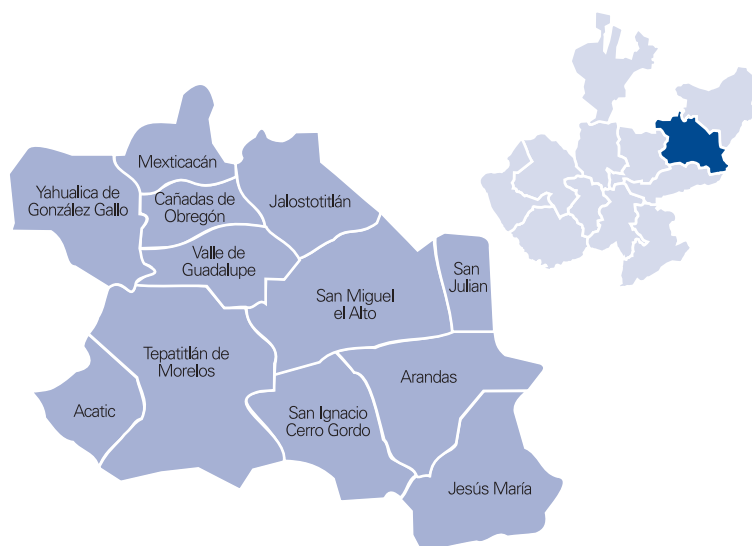 Mexticacán
Yahualica de
González Gallo
Cañadas de
Obregón
Jalostotitlán
Valle de
Guadalupe
San
Julian
San Miguel
el Alto
Tepatitlán de
Morelos
Arandas
Acatic
San Ignacio
Cerro Gordo
Jesús María